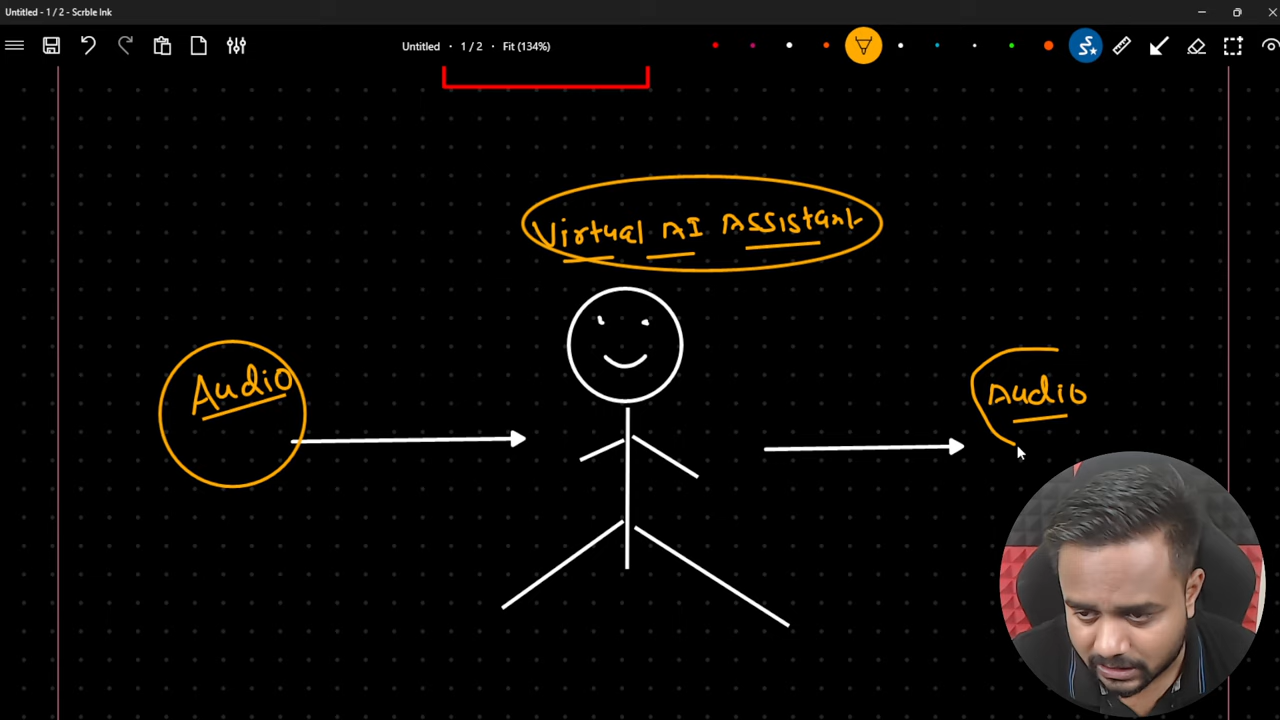 Untitled - 1 / 2 - Scrble Ink
Untitled • 1 / 2 • Fit (134%)
Virtual AI Assistant
Audio
Audio